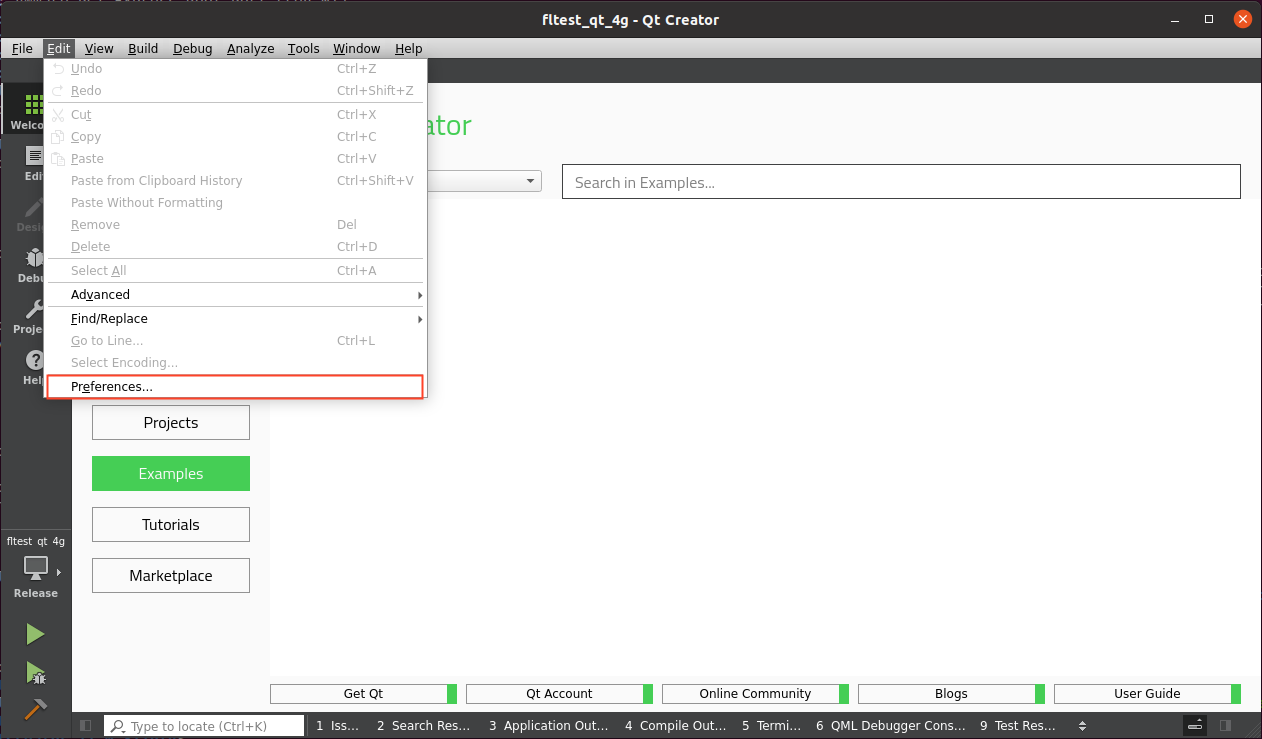 fltest_qt_4g - Qt Creator
File Edit View Build Debug Analyze Tools Window Help
Undo Ctrl+Z
Redo Ctrl+Shift+Z
Cut Ctrl+X
Copy Ctrl+C
Paste Ctrl+V
Paste from Clipboard History Ctrl+Shift+V
Paste Without Formatting
Remove Del
Delete Ctrl+D
Select All Ctrl+A
Advanced
Find/Replace
Go to Line... Ctrl+L
Select Encoding...
Preferences...
Welco
Edi
Desi
Debu
Proje
Help
ator
Search in Examples...
Projects
Examples
Tutorials
Marketplace
fltest_qt_4g
Release
Get Qt Qt Account Online Community Blogs User Guide
Type to locate (Ctrl+K) 1 Iss... 2 Search Res... 3 Application Out... 4 Compile Out... 5 Termi... 6 QML Debugger Cons... 9 Test Res...